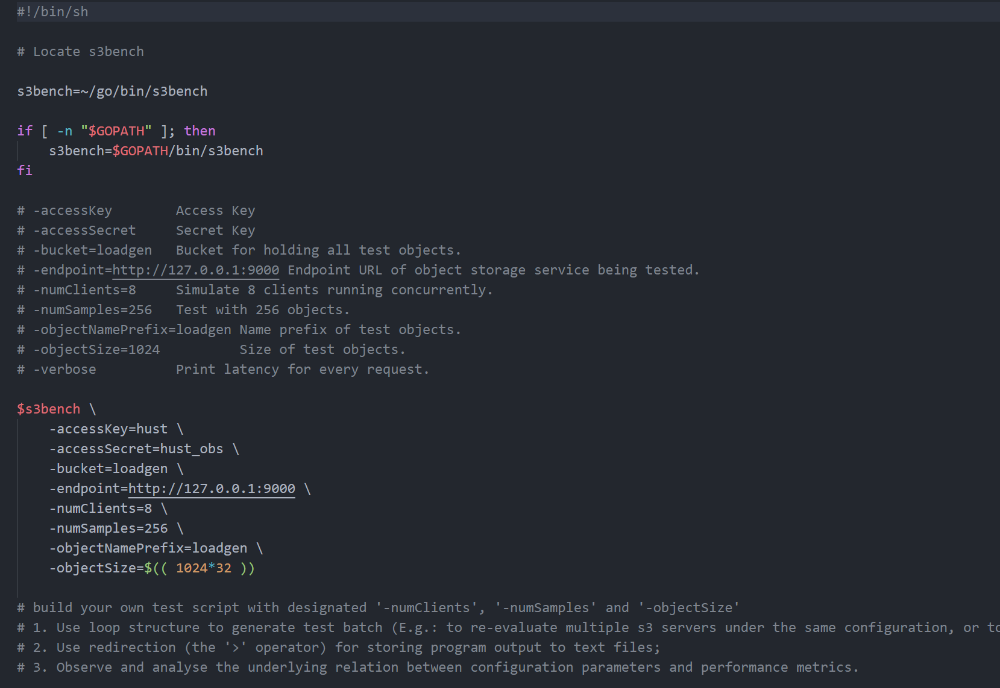 #!/bin/sh
# Locate s3bench
s3bench=~/go/bin/s3bench
if [ -n "$GOPATH" ]; then
    s3bench=$GOPATH/bin/s3bench
fi
# -accessKey        Access Key
# -accessSecret     Secret Key
# -bucket=loadgen   Bucket for holding all test objects.
# -endpoint=http://127.0.0.1:9000 Endpoint URL of object storage service being tested.
# -numClients=8     Simulate 8 clients running concurrently.
# -numSamples=256   Test with 256 objects.
# -objectNamePrefix=loadgen Name prefix of test objects.
# -objectSize=1024          Size of test objects.
# -verbose          Print latency for every request.
$s3bench \
    -accessKey=hust \
    -accessSecret=hust_obs \
    -bucket=loadgen \
    -endpoint=http://127.0.0.1:9000 \
    -numClients=8 \
    -numSamples=256 \
    -objectNamePrefix=loadgen \
    -objectSize=$(( 1024*32 ))
# build your own test script with designated '-numClients', '-numSamples' and '-objectSize'
# 1. Use loop structure to generate test batch (E.g.: to re-evaluate multiple s3 servers under the same configuration, or
# 2. Use redirection (the '>' operator) for storing program output to text files;
# 3. Observe and analyse the underlying relation between configuration parameters and performance metrics.